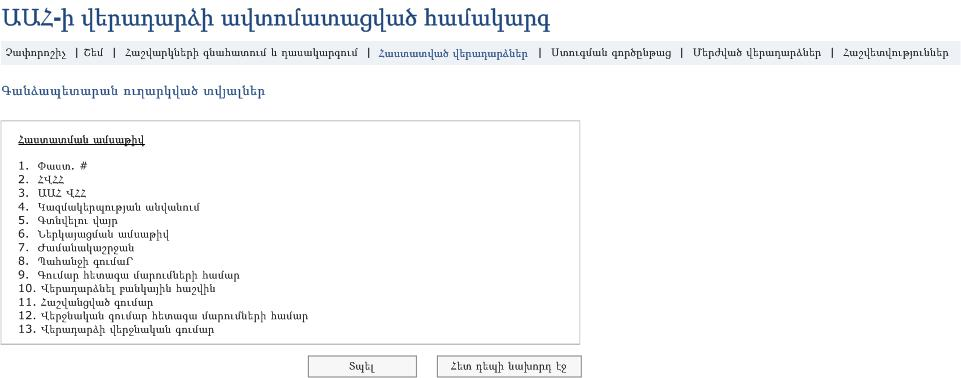 ԱԱՀ-ի վերադարձի ավտոմատացված համակարգ
Չափորոշիչ | Շեմ | Հաշվարկների գնահատում և դասակարգում | Հաստատված վերադարձներ | Ստուգման գործընթաց | Մերժված վերադարձներ | Հաշվետվություններ
Գանձապետարան ուղարկված տվյալներ
Հաստատման ամսաթիվ
1. Փաստ. #
2. ՀՎՀՀ
3. ԱԱՀ ՎՀՀ
4. Կազմակերպության անվանում
5. Գտնվելու վայր
6. Ներկայացման ամսաթիվ
7. Ժամանակաշրջան
8. Պահանջի գումաՐ
9. Գումար հետագա մարումների համար
10. Վերադարձնել բանկային հաշվին
11. Հաշվանցված գումար
12. Վերջնական գումար հետագա մարումների համար
13. Վերադարձի վերջնական գումար
Տպել
Հետ դեպի նախորդ էջ